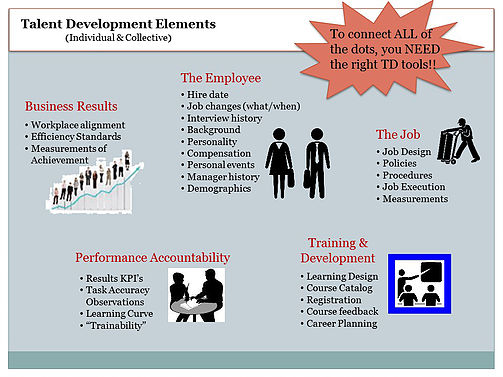 Talent Development Elements
(Individual & Collective)
To connect ALL of
the dots, you NEED
the right TD tools!!
The Employee
• Hire date
• Job changes (what/when)
• Interview history
• Background
• Personality
• Compensation
• Personal events
• Manager history
• Demographics
Business Results
• Workplace alignment
• Efficiency Standards
• Measurements of
Achievement
The Job
• Job Design
• Policies
• Procedures
• Job Execution
• Measurements
Performance Accountability
• Results KPI's
• Task Accuracy
Observations
• Learning Curve
• “Trainability”
Training &
Development
• Learning Design
• Course Catalog
• Registration
• Course feedback
• Career Planning